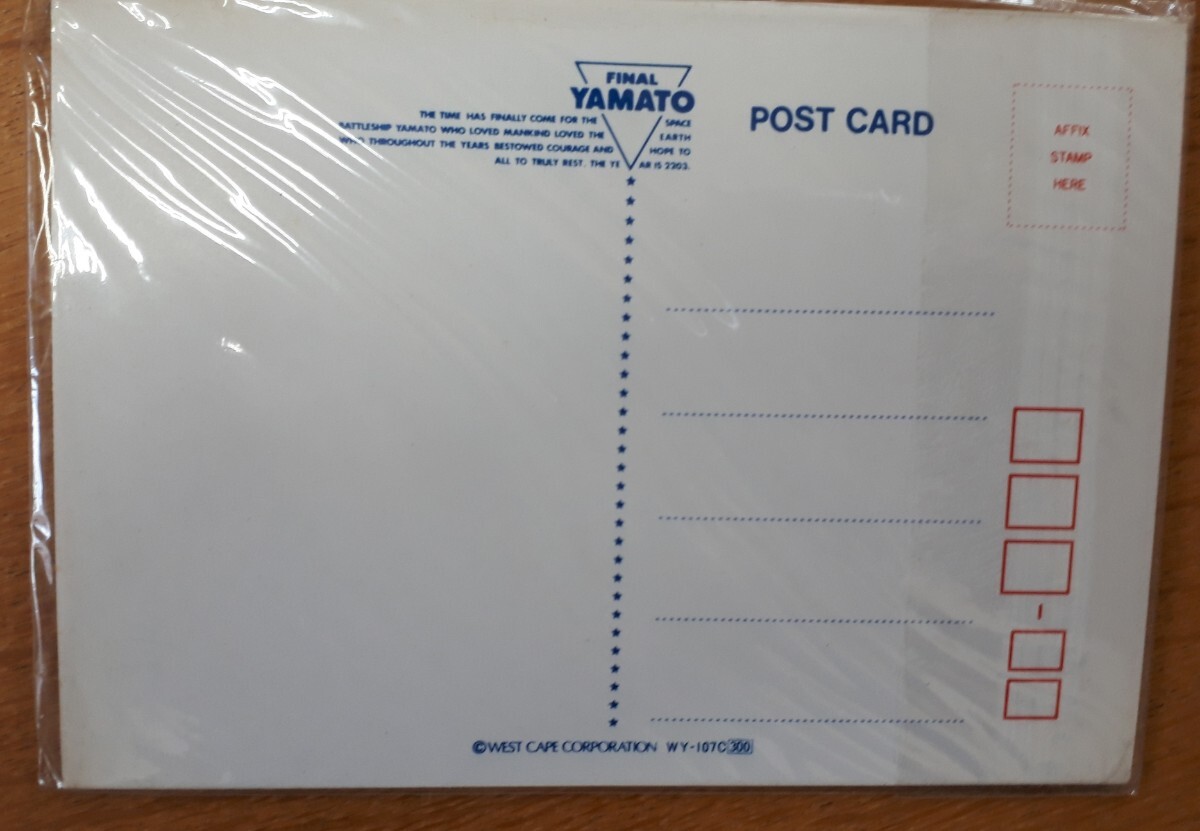 FINAL
YAMATO
THE TIME HAS FINALLY COME FOR THE SPACE
BATTLESHIP YAMATO WHO LOVED MANKIND LOVED THE EARTH
WHO THROUGHOUT THE YEARS BESTOWED COURAGE AND HOPE TO
ALL TO TRULY REST. THE YEAR IS 2203.
POST CARD
AFFIX
STAMP
HERE
©WEST CAPE CORPORATION WY-107C 300